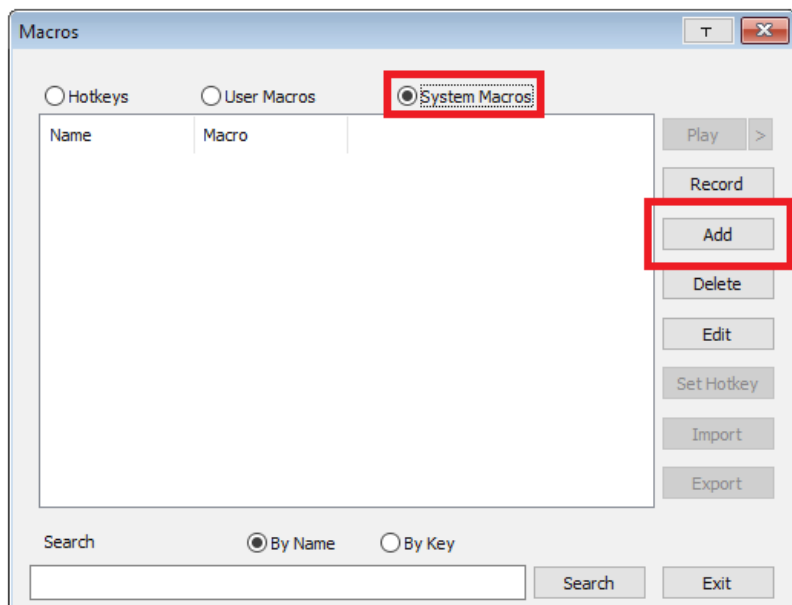 Macros
Hotkeys User Macros System Macros
Name Macro
Play >
Record
Add
Delete
Edit
Set Hotkey
Import
Export
Search By Name By Key
Search Exit